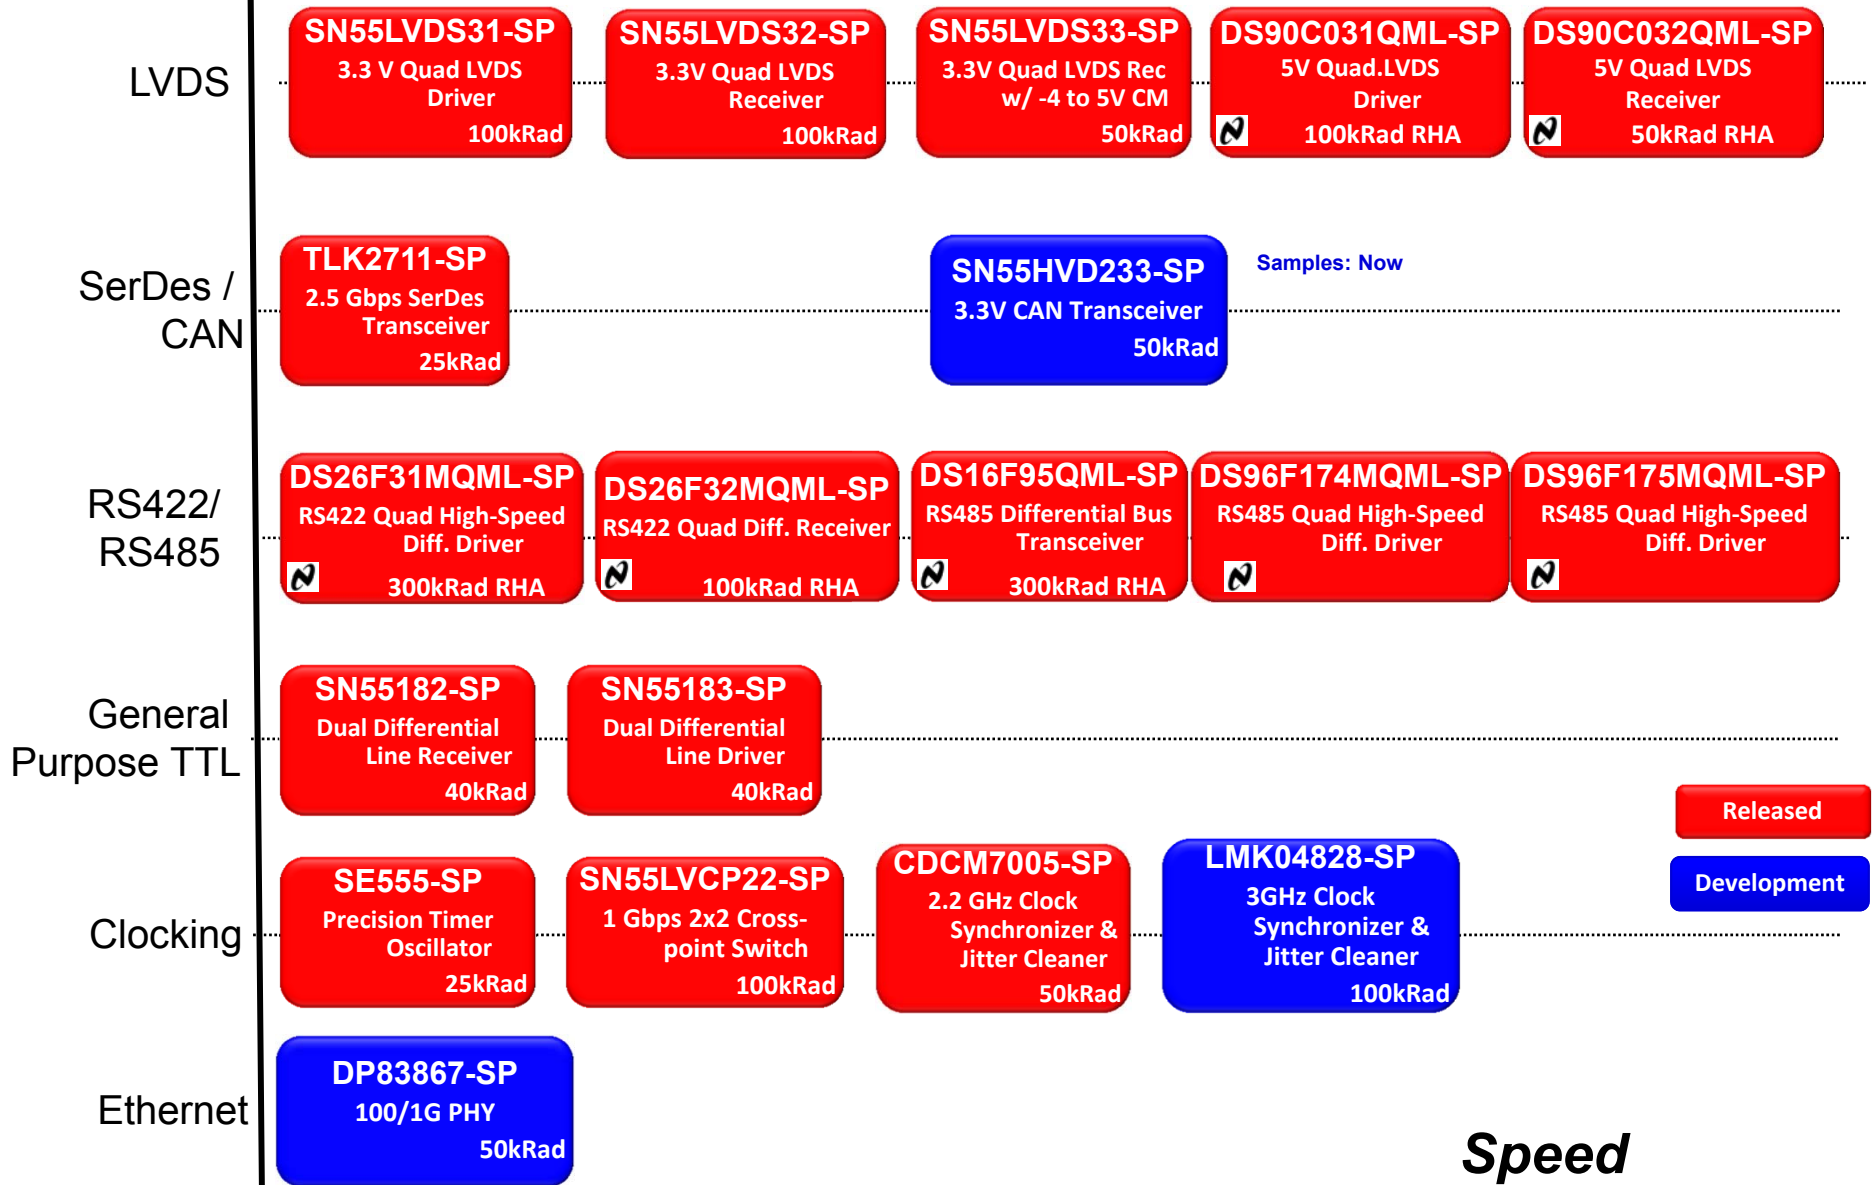 LVDS
SN55LVDS31-SP
3.3 V Quad LVDS
Driver
100kRad
SN55LVDS32-SP
3.3V Quad LVDS
Receiver
100kRad
SN55LVDS33-SP
3.3V Quad LVDS Rec
w/ -4 to 5V CM
50kRad
DS90C031QML-SP
5V Quad.LVDS
Driver
100kRad RHA
DS90C032QML-SP
5V Quad LVDS
Receiver
50kRad RHA
SerDes /
CAN
TLK2711-SP
2.5 Gbps SerDes
Transceiver
25kRad
SN55HVD233-SP
3.3V CAN Transceiver
50kRad
Samples: Now
RS422/
RS485
DS26F31MQML-SP
RS422 Quad High-Speed
Diff. Driver
300kRad RHA
DS26F32MQML-SP
RS422 Quad Diff. Receiver
100kRad RHA
DS16F95QML-SP
RS485 Differential Bus
Transceiver
300kRad RHA
DS96F174MQML-SP
RS485 Quad High-Speed
Diff. Driver
DS96F175MQML-SP
RS485 Quad High-Speed
Diff. Driver
General
Purpose TTL
SN55182-SP
Dual Differential
Line Receiver
40kRad
SN55183-SP
Dual Differential
Line Driver
40kRad
Released
Development
Clocking
SE555-SP
Precision Timer
Oscillator
25kRad
SN55LVCP22-SP
1 Gbps 2x2 Cross-
point Switch
100kRad
CDCM7005-SP
2.2 GHz Clock
Synchronizer &
Jitter Cleaner
50kRad
LMK04828-SP
3GHz Clock
Synchronizer &
Jitter Cleaner
100kRad
Ethernet
DP83867-SP
100/1G PHY
50kRad
Speed